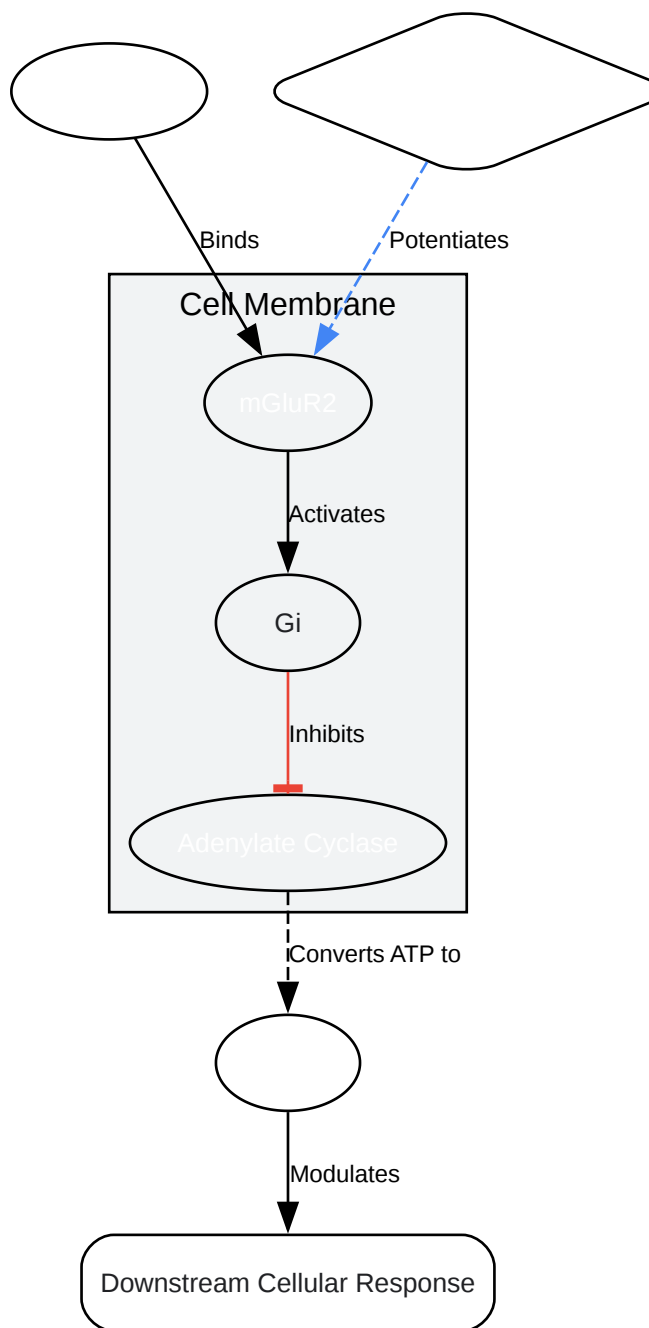 Binds
Potentiates
Cell Membrane
mGluR2
Activates
Gi
Inhibits
Adenylate Cyclase
Converts ATP to
Modulates
Downstream Cellular Response